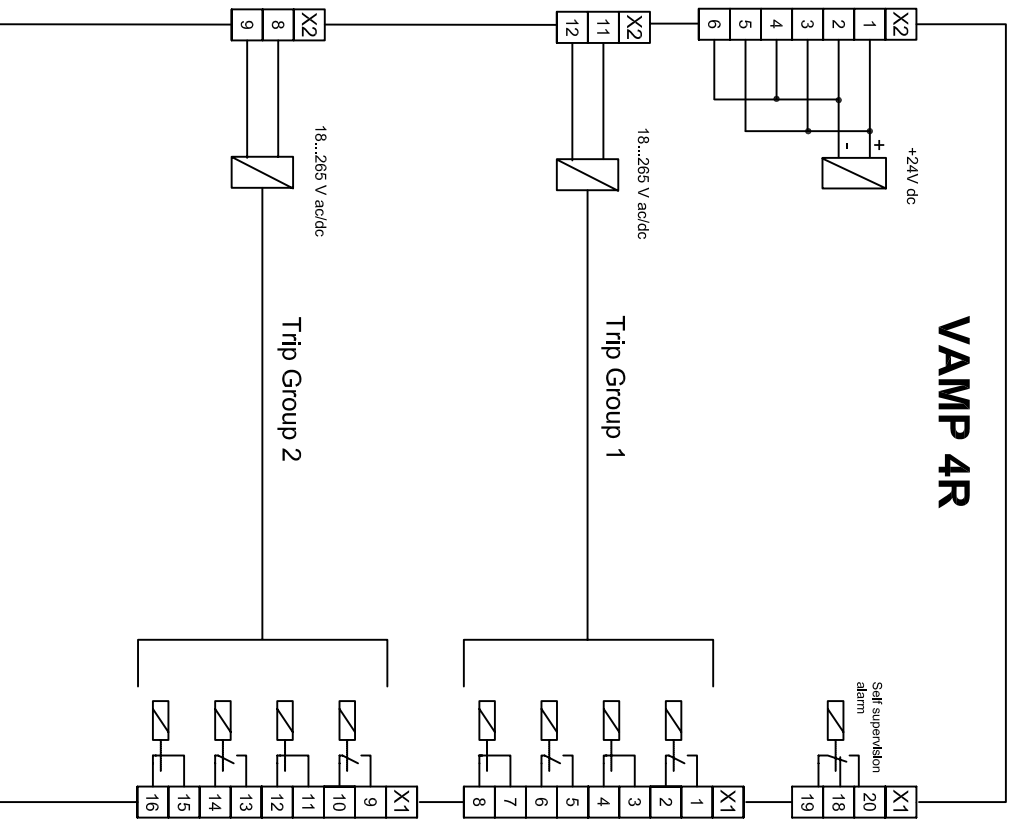 VAMP 4R
X2
1
2
3
4
5
6
+24V dc
+
-
Self supervision
alarm
X1
20
18
19
X2
11
12
18...265 V ac/dc
Trip Group 1
X1
1
2
3
4
5
6
7
8
X2
8
9
18...265 V ac/dc
Trip Group 2
X1
9
10
11
12
13
14
15
16